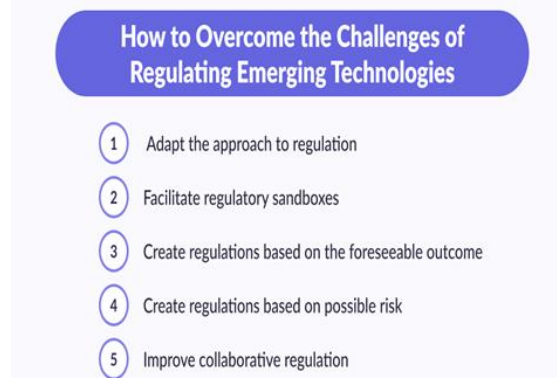 How to Overcome the Challenges of
Regulating Emerging Technologies
1 Adapt the approach to regulation
2 Facilitate regulatory sandboxes
3 Create regulations based on the foreseeable outcome
4 Create regulations based on possible risk
5 Improve collaborative regulation